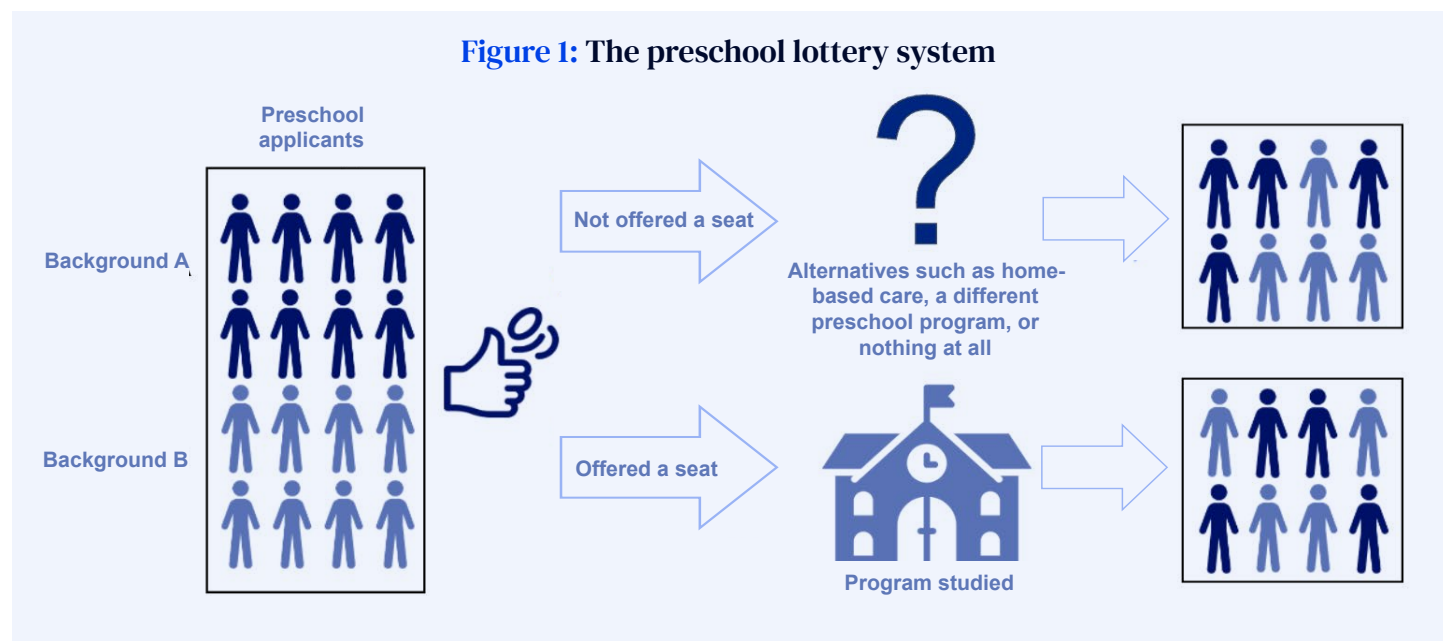 Figure 1: The preschool lottery system
Preschool
applicants
Background A
Background B
Not offered a seat
Offered a seat
?
Alternatives such as home-
based care, a different
preschool program, or
nothing at all
Program studied